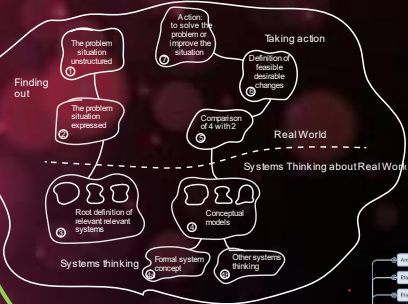 The problem
situation
unstructured
1
Action:
to solve the
problem or
improve the
situation
7
Taking action
Definition of
feasible
desirable
changes
6
Finding
out
The problem
situation
expressed
2
Comparison
of 4 with 2
5
Real World
Systems Thinking about Real
Root definition of
relevant relevant
systems
3
Conceptual
models
4
Systems thinking
Formal system
concept
Other systems
thinking